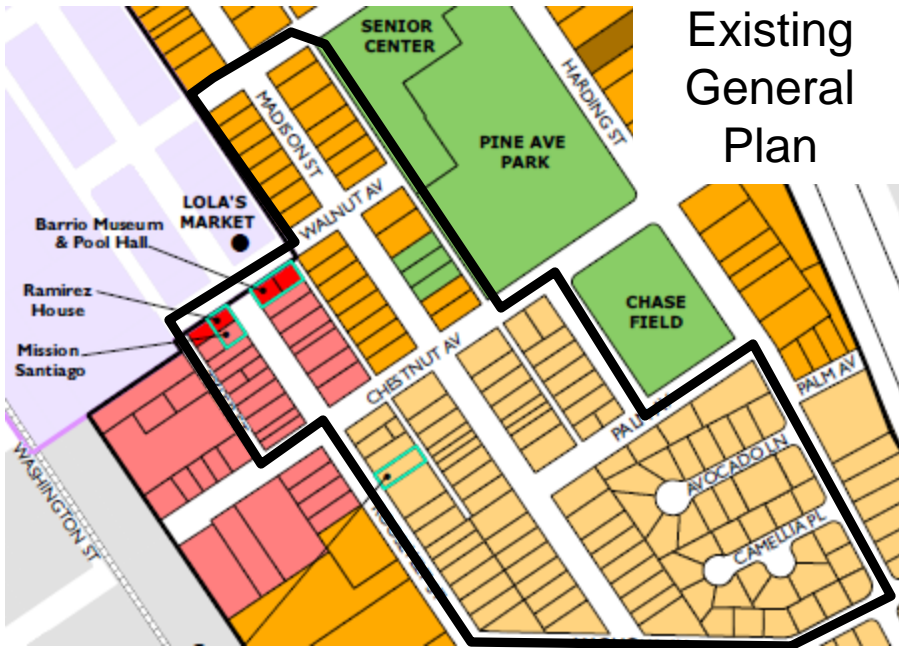 Existing
General
Plan
SENIOR
CENTER
HARDING ST
MADISON ST
PINE AVE
PARK
LOLA'S
MARKET
WALNUT AV
Barrio Museum
& Pool Hall
Ramirez
House
Mission
Santiago
CHASE
FIELD
CHESTNUT AV
PALM AV
AVOCADO LN
CAMELLIA PL
WASHINGTON ST